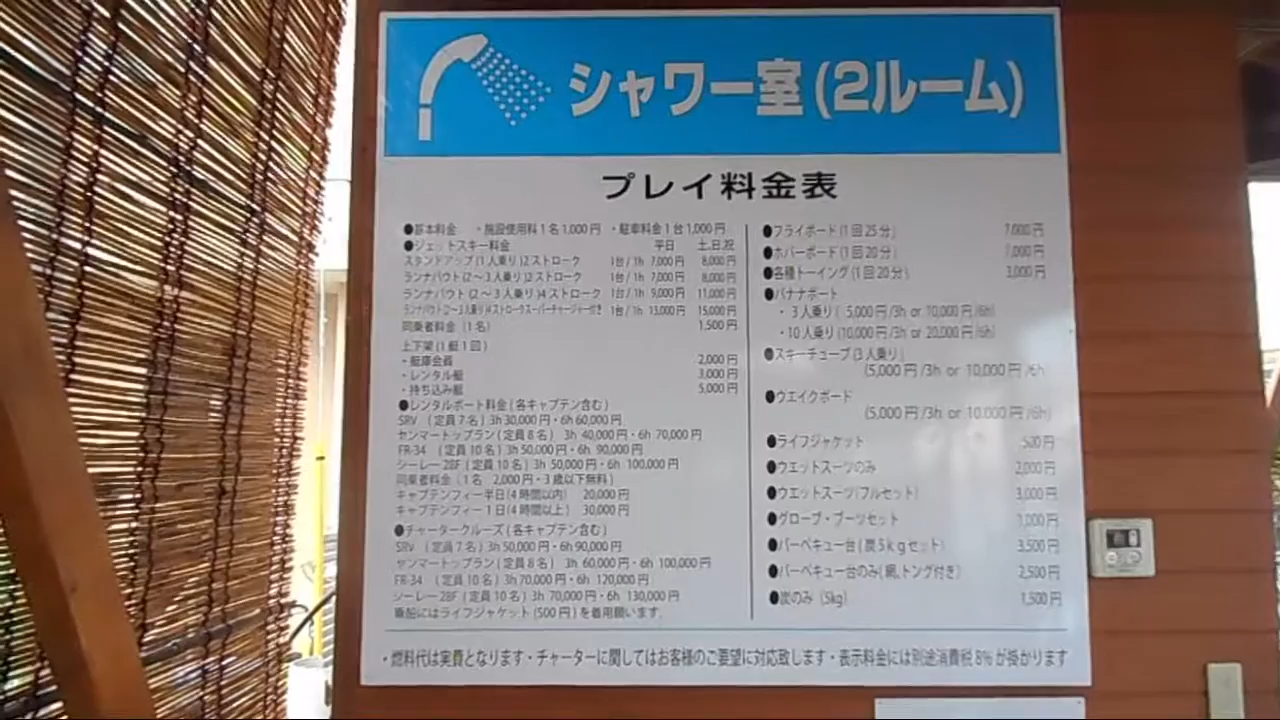 シャワー室(2ルーム)
プレイ料金表
●基本料金 ・施設使用料1名1,000円 ・駐車料金1台1,000円
●ジェットスキー料金 平日 土,日,祝
スタンドアップ(1人乗り)2ストローク 1台/1h 7,000円 8,000円
ランナバウト(2〜3人乗り)2ストローク 1台/1h 7,000円 8,000円
ランナバウト(2〜3人乗り)4ストローク 1台/1h 9,000円 11,000円
ランナバウト(2〜3人乗り)4ストロークスーパーチャージャー付き 1台/1h 13,000円 15,000円
同乗者料金(1名) 1,500円
上下架(1艇1回)
・艇庫会員 2,000円
・レンタル艇 3,000円
・持ち込み艇 5,000円
●レンタルボート料金(各キャプテン含む)
SRV (定員7名) 3h 30,000円・6h 60,000円
センマートップラン(定員8名) 3h 40,000円・6h 70,000円
FR-34 (定員10名) 3h 50,000円・6h 90,000円
シーレー28F(定員10名) 3h 50,000円・6h 100,000円
同乗者料金(1名 2,000円・3歳以下無料)
キャプテンフィー半日(4時間以内) 20,000円
キャプテンフィー1日(4時間以上) 30,000円
●チャータークルーズ(各キャプテン含む)
SRV (定員7名) 3h 50,000円・6h 90,000円
センマートップラン(定員8名) 3h 60,000円・6h 100,000円
FR-34 (定員10名) 3h 70,000円・6h 120,000円
シーレー28F(定員10名) 3h 70,000円・6h 130,000円
乗船にはライフジャケット(500円)を着用願います。
●フライボード(1回25分) 7,000円
●ホバーボード(1回20分) 7,000円
●各種トーイング(1回20分) 3,000円
●バナナボート
・3人乗り( 5,000円/3h or 10,000円/6h)
・10人乗り(10,000円/3h or 20,000円/6h)
●スキーチューブ(3人乗り)
(5,000円/3h or 10,000円/6h
●ウエイクボード
(5,000円/3h or 10,000円/6h)
●ライフジャケット 500円
●ウエットスーツのみ 2,000円
●ウエットスーツ(フルセット) 3,000円
●グローブ・ブーツセット 1,000円
●バーベキュー台(炭5kgセット) 3,500円
●バーベキュー台のみ(網,トング付き) 2,500円
●炭のみ (5kg) 1,500円
・燃料代は実費となります・チャーターに関してはお客様のご要望に対応致します・表示料金には別途消費税8%が掛かります